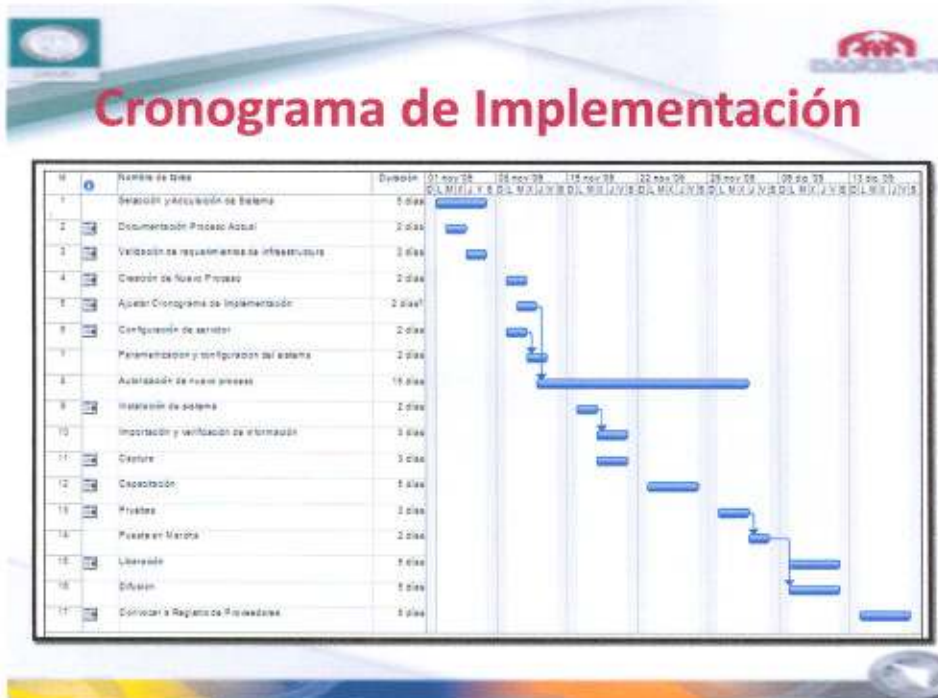 Cronograma de Implementación
Nombre de tarea Duración 01 nov '09 08 nov '09 15 nov '09 22 nov '09 29 nov '09 06 dic '09 13 dic '09
D L M X J V S D L M X J V S D L M X J V S D L M X J V S D L M X J V S D L M X J V S D L M X J V S
1 Selección y Adquisición de Sistema 5 días
2 Documentación Proceso Actual 2 días
3 Validación de requerimientos de infraestructura 2 días
4 Creación de Nuevo Proceso 2 días
5 Ajustar Cronograma de Implementación 2 días?
6 Configuración de servidor 2 días
7 Parametrización y configuración del sistema 2 días
8 Autorización de nuevo proceso 15 días
9 Instalación de sistema 2 días
10 Importación y verificación de información 3 días
11 Captura 3 días
12 Capacitación 5 días
13 Pruebas 3 días
14 Puesta en Marcha 2 días
15 Liberación 5 días
16 Difusion 5 días
17 Convocar a Registro de Proveedores 5 días